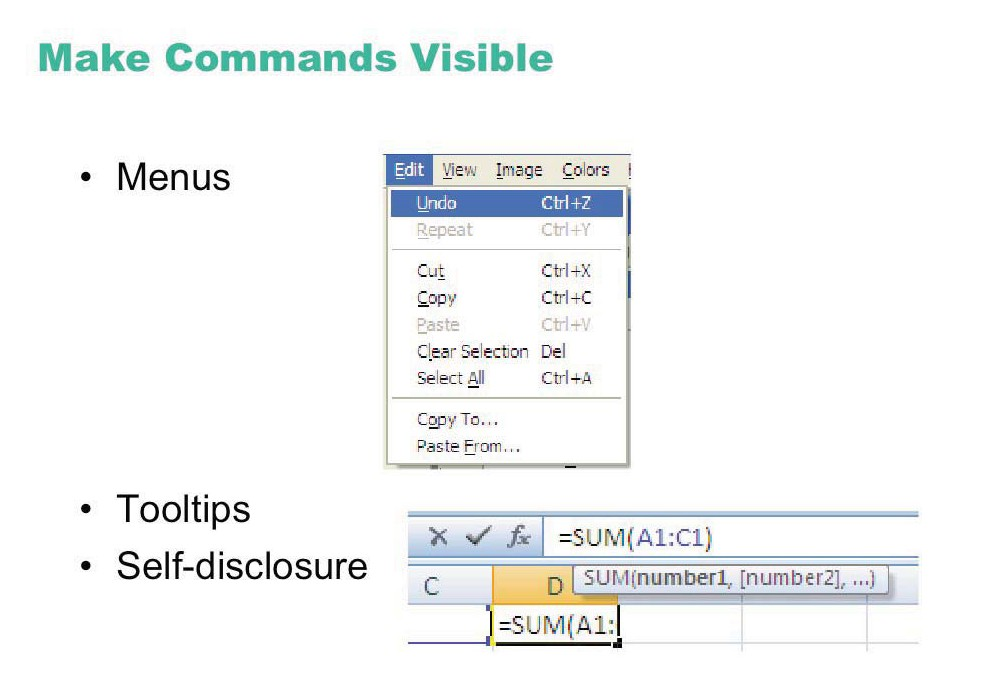 Make Commands Visible
• Menus
Edit View Image Colors
Undo Ctrl+Z
Repeat Ctrl+Y
Cut Ctrl+X
Copy Ctrl+C
Paste Ctrl+V
Clear Selection Del
Select All Ctrl+A
Copy To...
Paste From...
• Tooltips
• Self-disclosure
fx =SUM(A1:C1)
SUM(number1, [number2], ...)
C D
=SUM(A1: